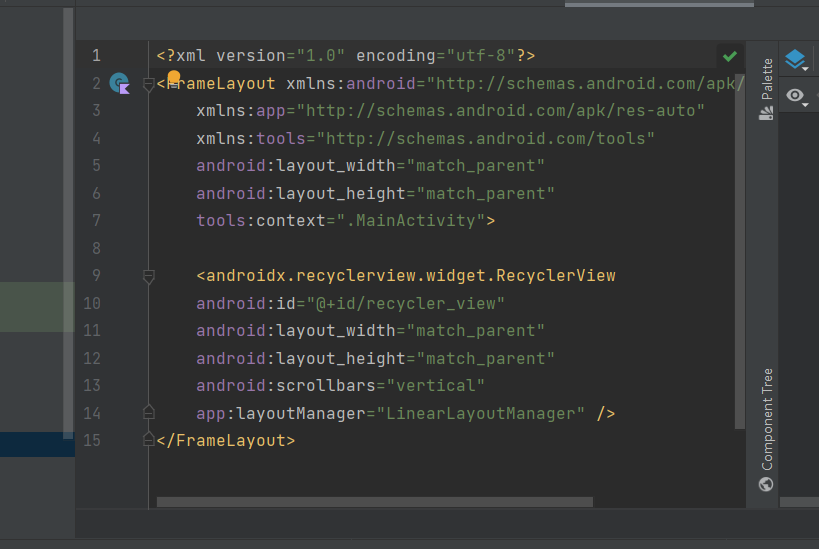 1 <?xml version="1.0" encoding="utf-8"?>
2 <FrameLayout xmlns:android="http://schemas.android.com/apk/
3 xmlns:app="http://schemas.android.com/apk/res-auto"
4 xmlns:tools="http://schemas.android.com/tools"
5 android:layout_width="match_parent"
6 android:layout_height="match_parent"
7 tools:context=".MainActivity">
8
9 <androidx.recyclerview.widget.RecyclerView
10 android:id="@+id/recycler_view"
11 android:layout_width="match_parent"
12 android:layout_height="match_parent"
13 android:scrollbars="vertical"
14 app:layoutManager="LinearLayoutManager" />
15 </FrameLayout>
Palette
Component Tree